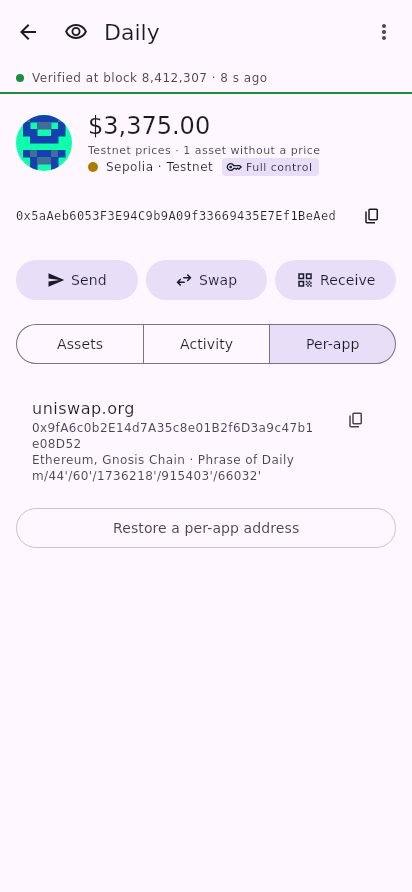 Daily
Verified at block 8,412,307 · 8 s ago
$3,375.00
Testnet prices · 1 asset without a price
Sepolia · Testnet
Full control
0x5aAeb6053F3E94C9b9A09f33669435E7Ef1BeAed
Send
Swap
Receive
Assets
Activity
Per-app
uniswap.org
0x9fA6c0b2E14d7A35c8e01B2f6D3a9c47b1
e08D52
Ethereum, Gnosis Chain · Phrase of Daily
m/44'/60'/1736218'/915403'/66032'
Restore a per-app address